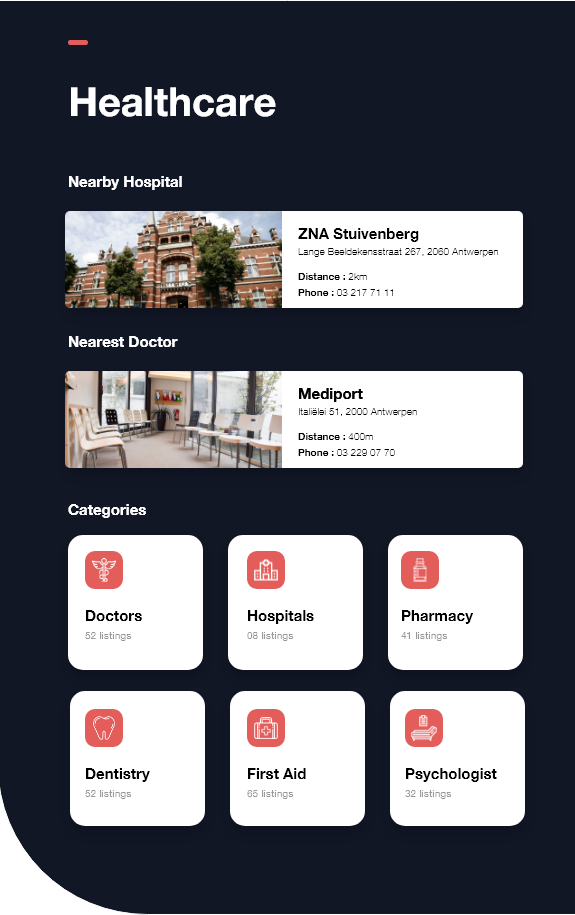 Healthcare
Nearby Hospital
ZNA Stuivenberg
Lange Beeldekensstraat 267, 2060 Antwerpen
Distance : 2km
Phone : 03 217 71 11
Nearest Doctor
Mediport
Italiëlei 51, 2000 Antwerpen
Distance : 400m
Phone : 03 229 07 70
Categories
Doctors
52 listings
Hospitals
08 listings
Pharmacy
41 listings
Dentistry
52 listings
First Aid
65 listings
Psychologist
32 listings